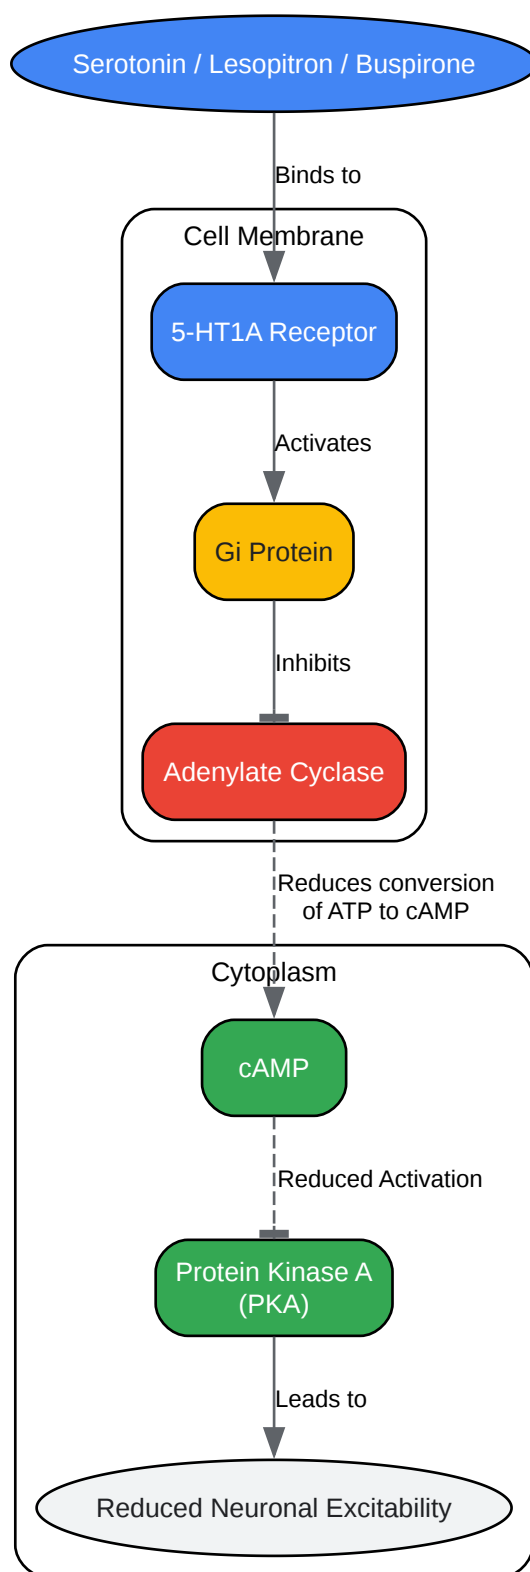 Serotonin / Lesopitron / Buspirone
Binds to
Cell Membrane
5-HT1A Receptor
Activates
Gi Protein
Inhibits
Adenylate Cyclase
Reduces conversion
of ATP to cAMP
Cytoplasm
cAMP
Reduced Activation
Protein Kinase A
(PKA)
Leads to
Reduced Neuronal Excitability